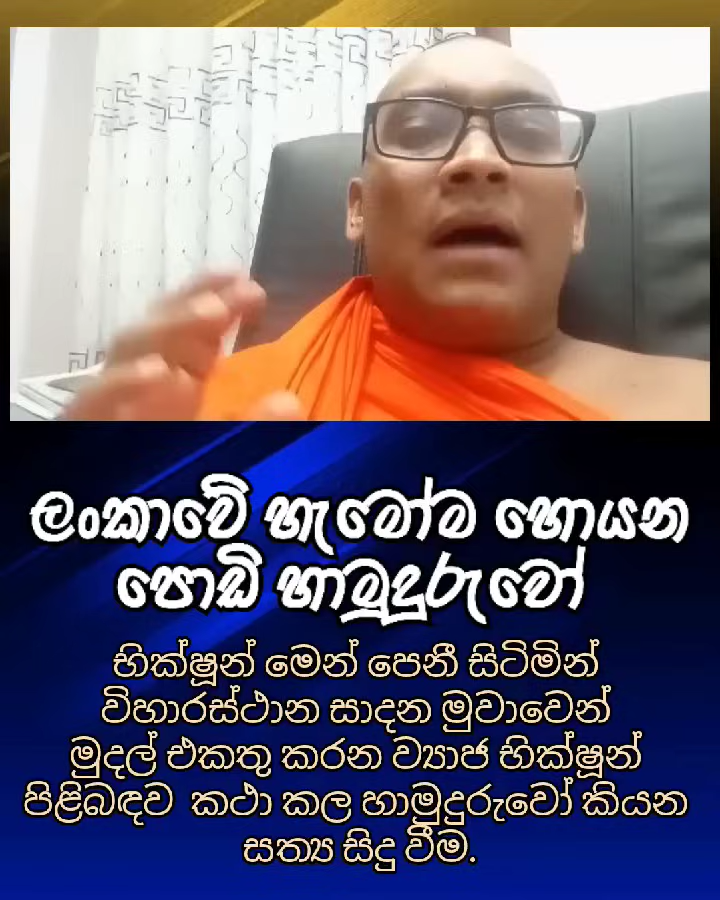 ලංකාවේ හැමෝම හොයන
පොඩි හාමුදුරුවෝ
භික්ෂූන් මෙන් පෙනී සිටිමින්
විහාරස්ථාන සාදන මුවාවෙන්
මුදල් එකතු කරන ව්‍යාජ භික්ෂූන්
පිළිබඳව කථා කල හාමුදුරුවෝ කියන
සත්‍ය සිදු වීම.